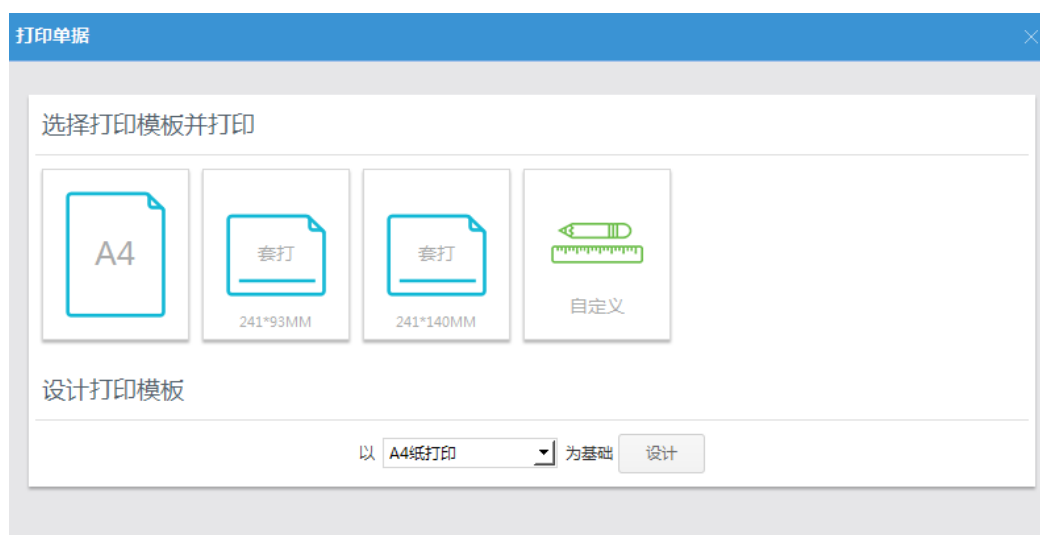 打印单据
选择打印模板并打印
A4
套打
241*93MM
套打
241*140MM
自定义
设计打印模板
以 A4纸打印 为基础 设计